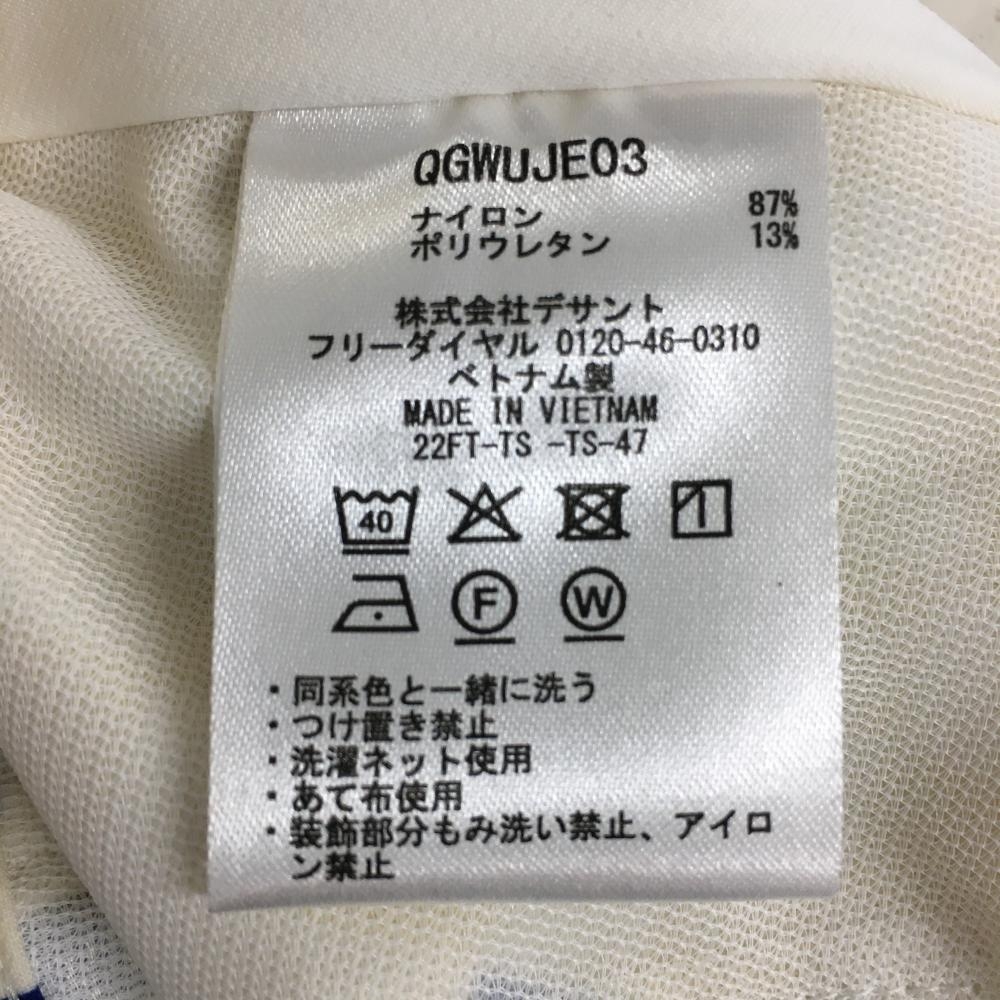 QGWUJE03
ナイロン 87%
ポリウレタン 13%
株式会社デサント
フリーダイヤル 0120-46-0310
ベトナム製
MADE IN VIETNAM
22FT-TS -TS-47
40
F W
・同系色と一緒に洗う
・つけ置き禁止
・洗濯ネット使用
・あて布使用
・装飾部分もみ洗い禁止、アイロ
ン禁止